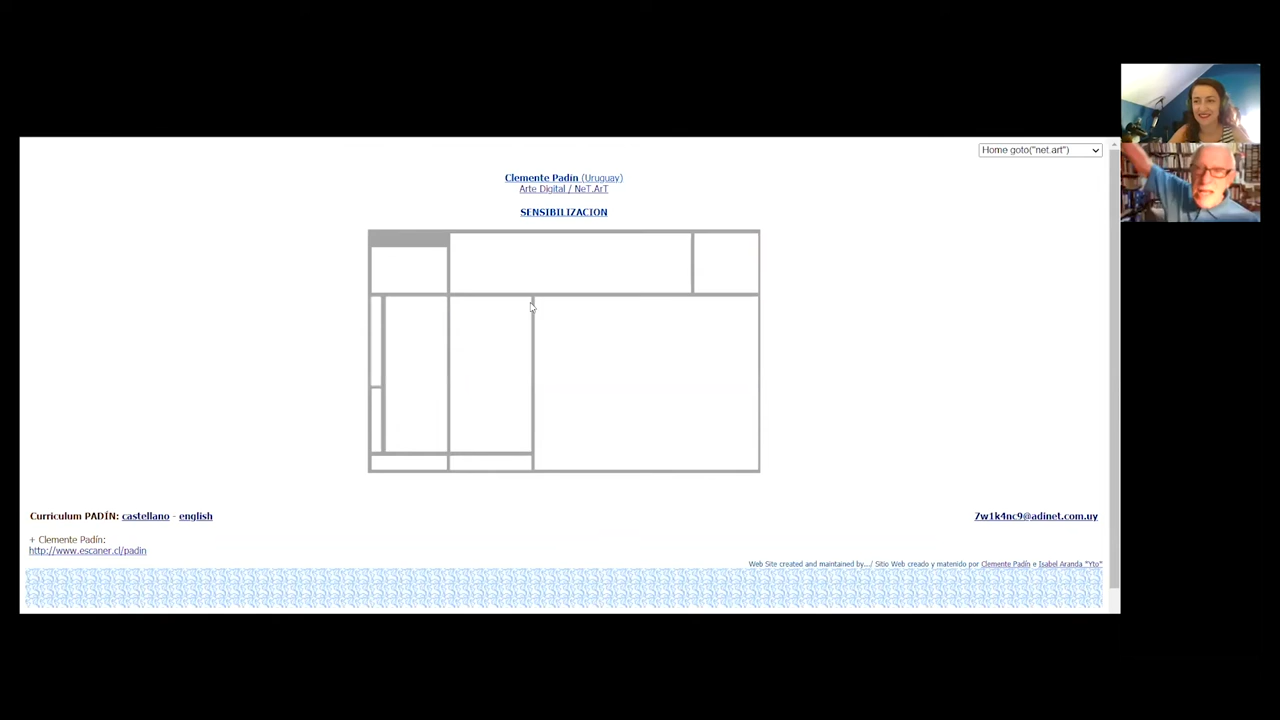 Home goto("net.art")
Clemente Padín (Uruguay)
Arte Digital / NeT.ArT
SENSIBILIZACION
Curriculum PADÍN: castellano - english
7w1k4nc9@adinet.com.uy
+ Clemente Padín:
http://www.escaner.cl/padin
Web Site created and maintained by.../ Sitio Web creado y matenido por Clemente Padín e Isabel Aranda "Yto"